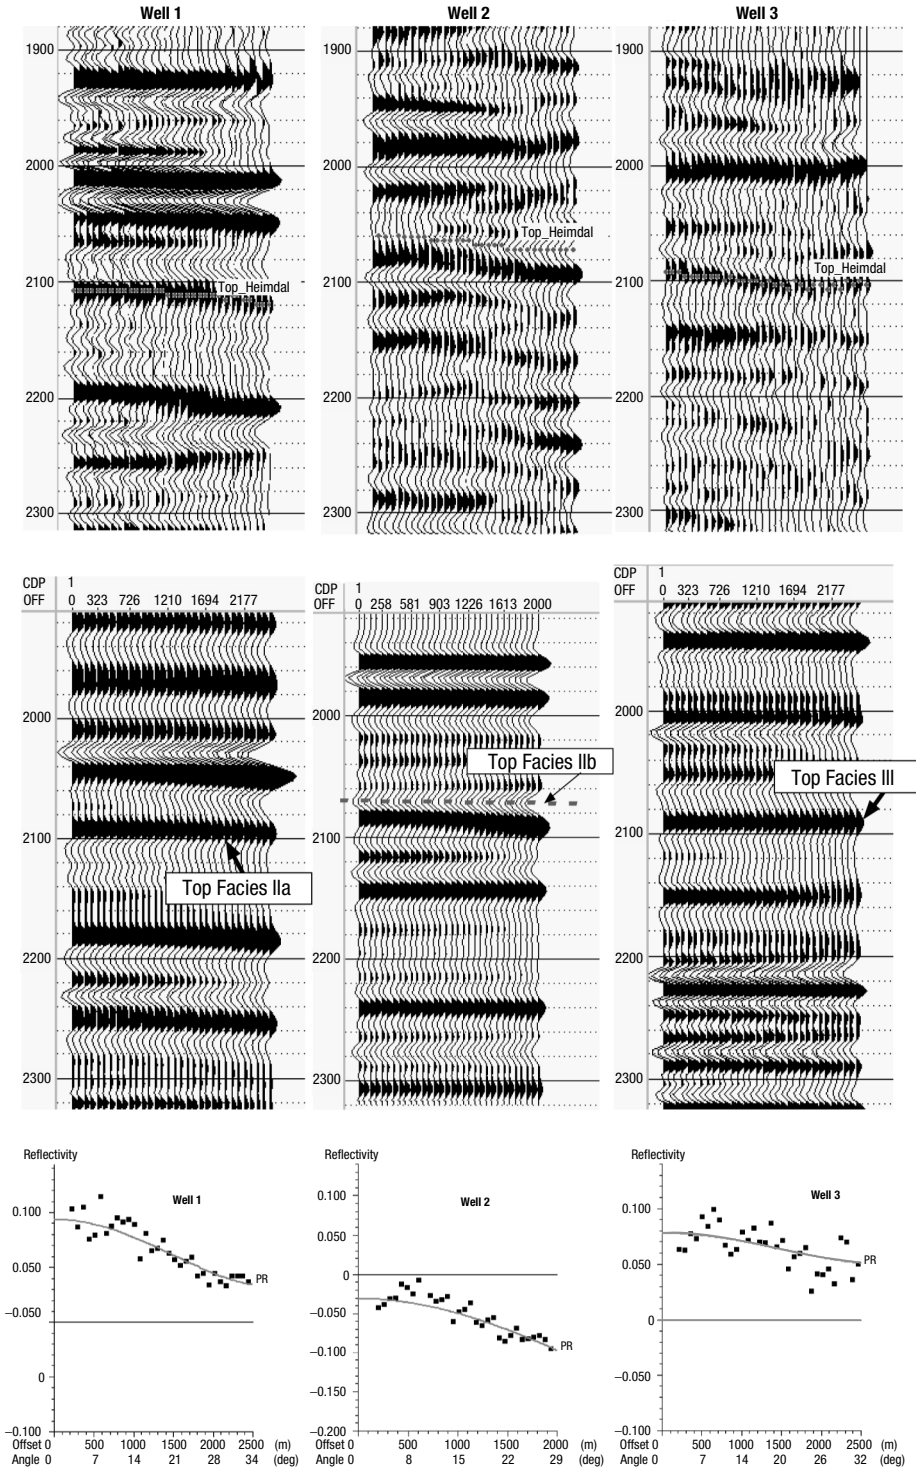 Well 1 Well 2 Well 3
1900 1900 1900
2000 2000 2000
Top_Heimdal
Top_Heimdal
Top_Heimdal
2100 2100 2100
2200 2200 2200
2300 2300 2300
CDP 1 CDP 1 CDP 1
OFF 0 323 726 1210 1694 2177 OFF 0 258 581 903 1226 1613 2000 OFF 0 323 726 1210 1694 2177
2000 2000 2000
Top Facies IIb
Top Facies III
2100 2100 2100
Top Facies IIa
2200 2200 2200
2300 2300 2300
Reflectivity Reflectivity Reflectivity
Well 1 Well 2 Well 3
0.100 0.100 0.100
0.050 0 0.050
PR PR PR
−0.050 −0.050 0
0 −0.100 −0.050
−0.150
−0.100 −0.200 −0.100
Offset 0 500 1000 1500 2000 2500 (m) Offset 0 500 1000 1500 2000 (m) Offset 0 500 1000 1500 2000 2500 (m)
Angle 0 7 14 21 28 34 (deg) Angle 0 8 15 22 29 (deg) Angle 0 7 14 20 26 32 (deg)